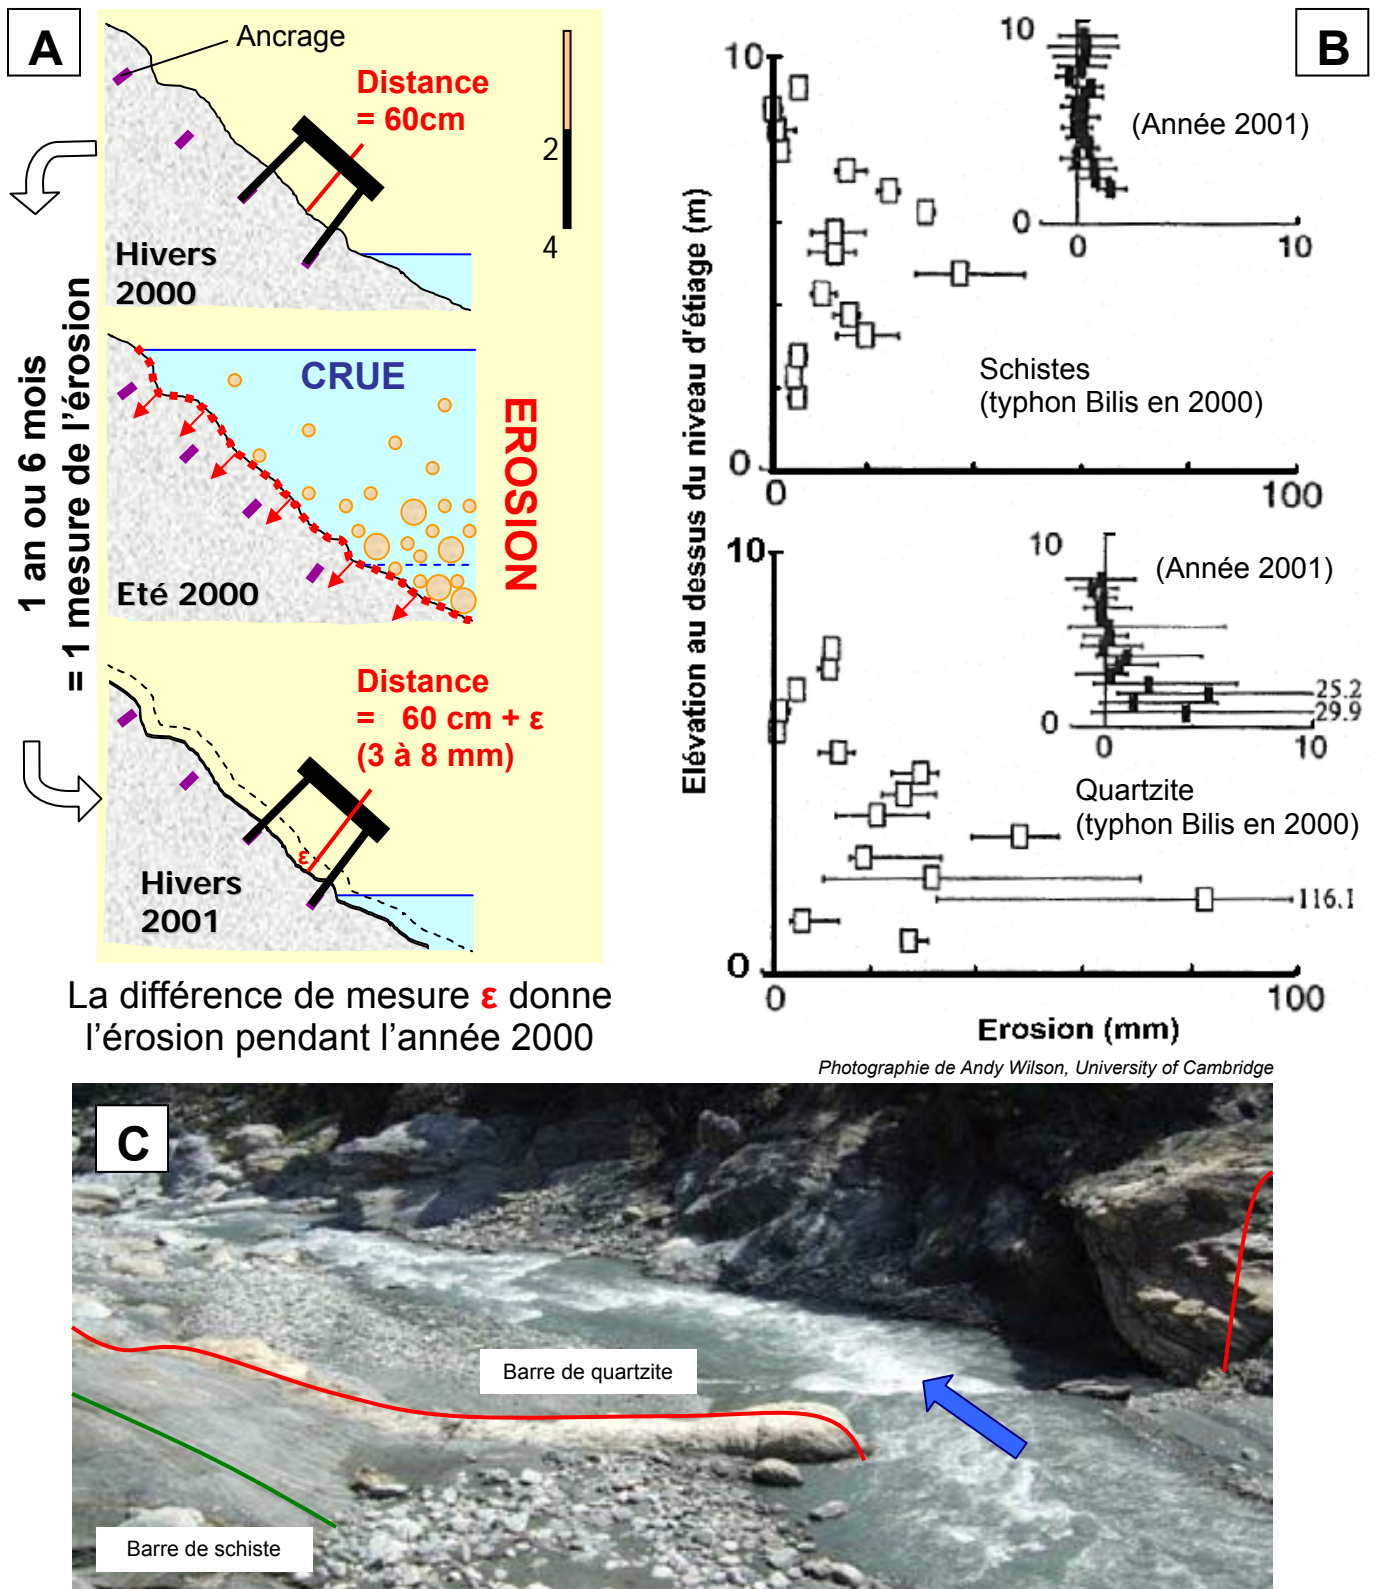 A
Ancrage
Distance
= 60cm
2
4
Hivers
2000
1 an ou 6 mois
= 1 mesure de l'érosion
CRUE
EROSION
Eté 2000
Distance
= 60 cm + ε
(3 à 8 mm)
ε
Hivers
2001
La différence de mesure ε donne
l'érosion pendant l'année 2000
B
Elévation au dessus du niveau d'étiage (m)
10
0
0
100
10
0
0
10
(Année 2001)
Schistes
(typhon Bilis en 2000)
10
0
0
100
10
0
0
10
(Année 2001)
25.2
29.9
Quartzite
(typhon Bilis en 2000)
116.1
Erosion (mm)
Photographie de Andy Wilson, University of Cambridge
C
Barre de quartzite
Barre de schiste